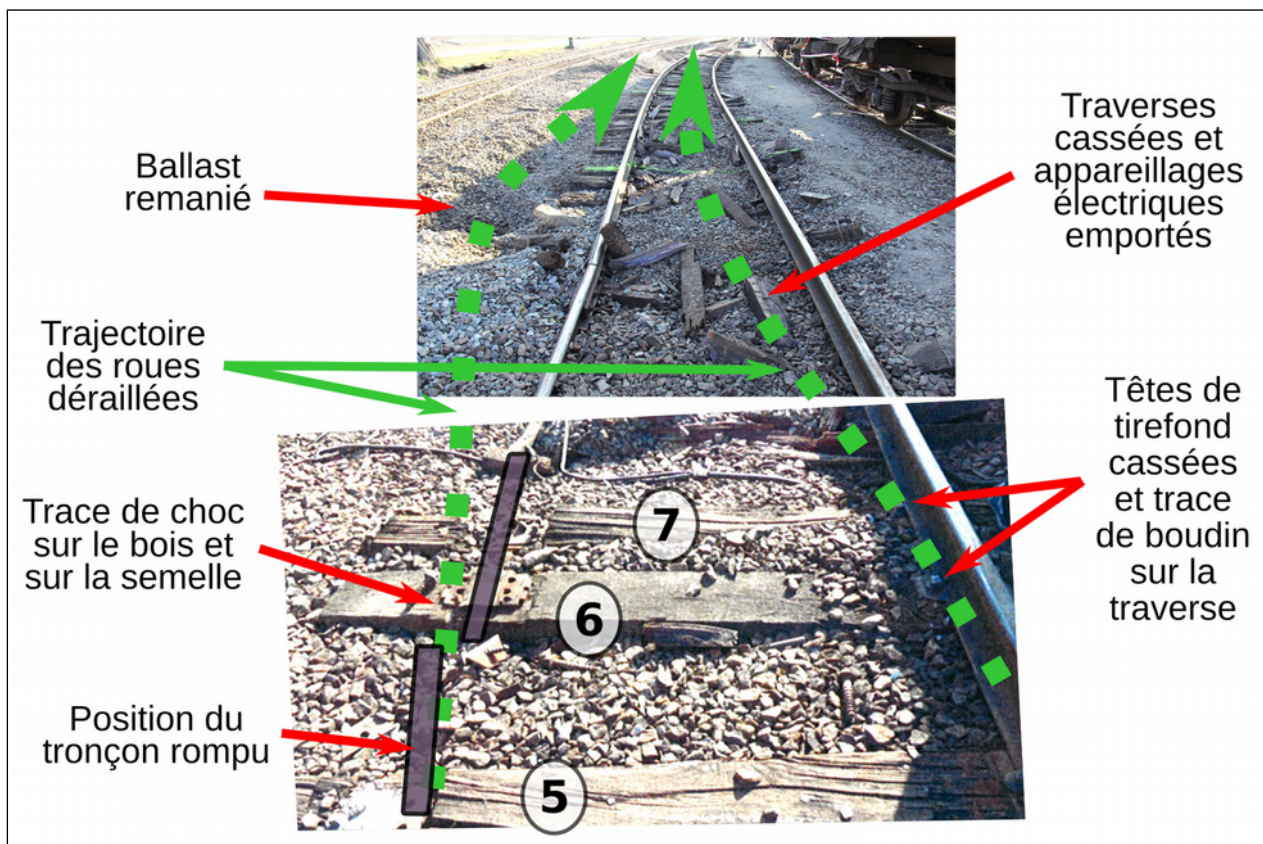 Ballast
remanié
Traverses
cassées et
appareillages
électriques
emportés
Trajectoire
des roues
déraillées
Têtes de
tirefond
cassées
et trace
de boudin
sur la
traverse
Trace de choc
sur le bois et
sur la semelle
Position du
tronçon rompu
7
6
5